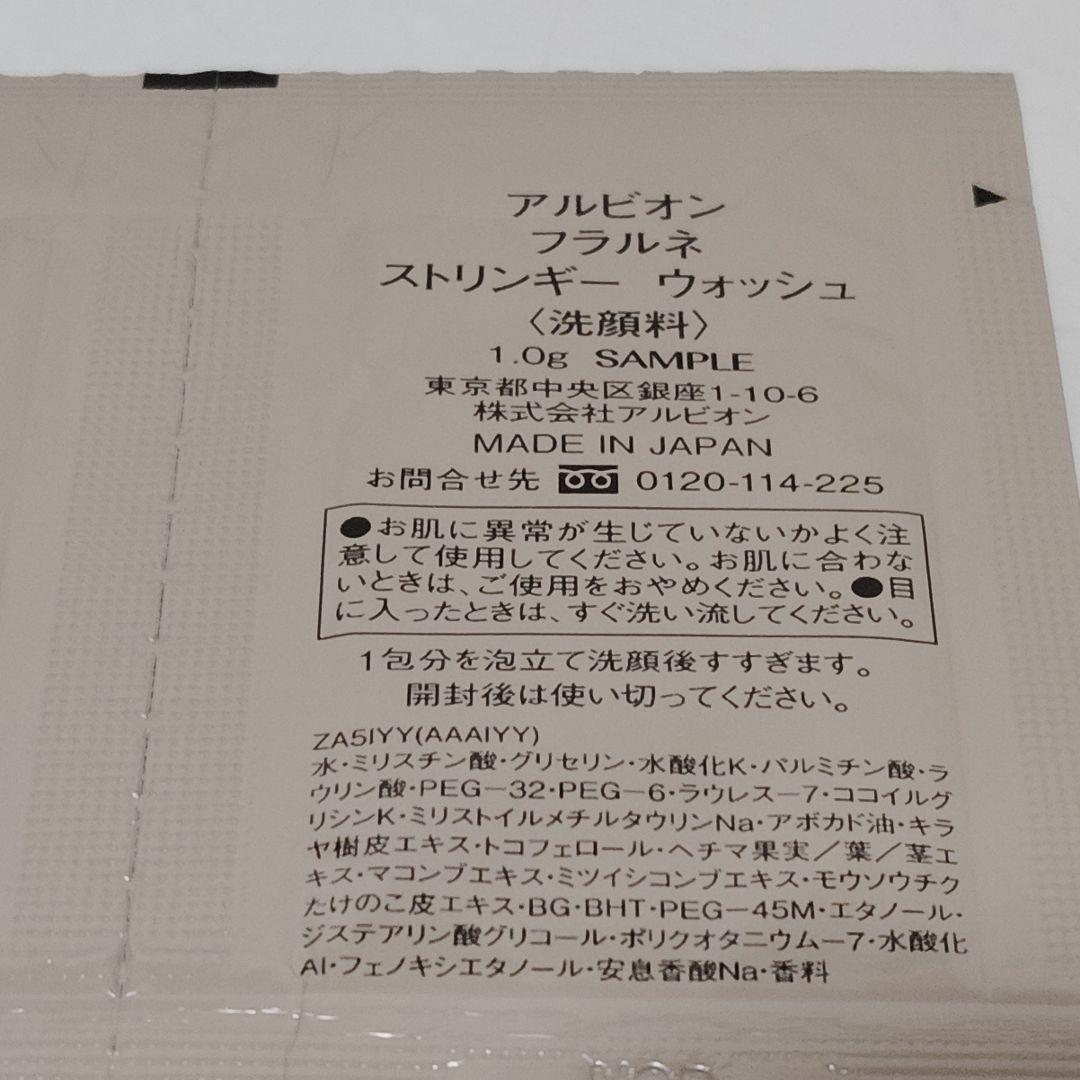 アルビオン
フラルネ
ストリンギー ウォッシュ
〈洗顔料〉
1.0g SAMPLE
東京都中央区銀座1-10-6
株式会社アルビオン
MADE IN JAPAN
お問合せ先 0120-114-225
●お肌に異常が生じていないかよく注
意して使用してください。お肌に合わな
いときは、ご使用をおやめください。●目
に入ったときは、すぐ洗い流してください。
1包分を泡立て洗顔後すすぎます。
開封後は使い切ってください。
ZA5IYY(AAAIYY)
水・ミリスチン酸・グリセリン・水酸化K・パルミチン酸・ラ
ウリン酸・PEG－32・PEG－6・ラウレス－7・ココイルグ
リシンK・ミリストイルメチルタウリンNa・アボカド油・キラ
ヤ樹皮エキス・トコフェロール・ヘチマ果実／葉／茎エ
キス・マコンブエキス・ミツイシコンブエキス・モウソウチク
たけのこ皮エキス・BG・BHT・PEG－45M・エタノール・
ジステアリン酸グリコール・ポリクオタニウム－7・水酸化
Al・フェノキシエタノール・安息香酸Na・香料